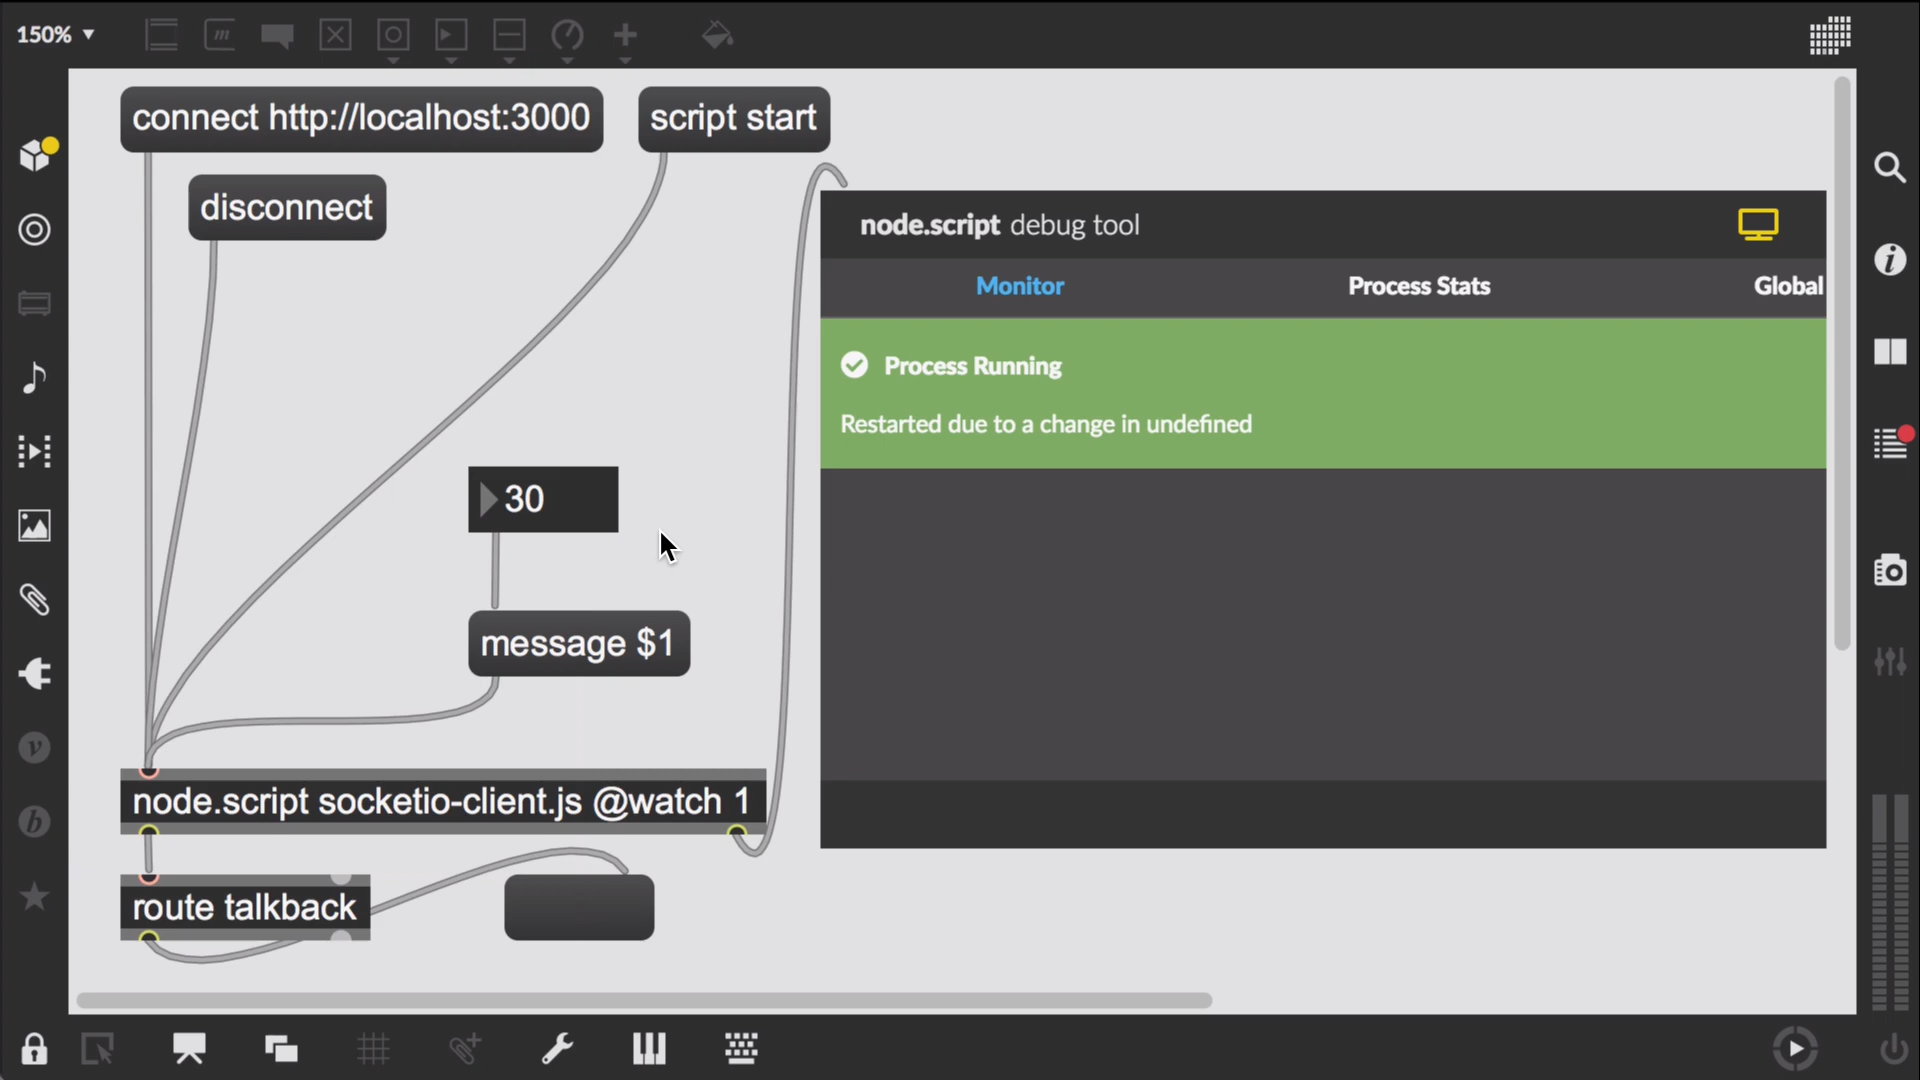 150%
connect http://localhost:3000
script start
disconnect
node.script debug tool
Monitor Process Stats Global
Process Running
Restarted due to a change in undefined
30
message $1
node.script socketio-client.js @watch 1
route talkback